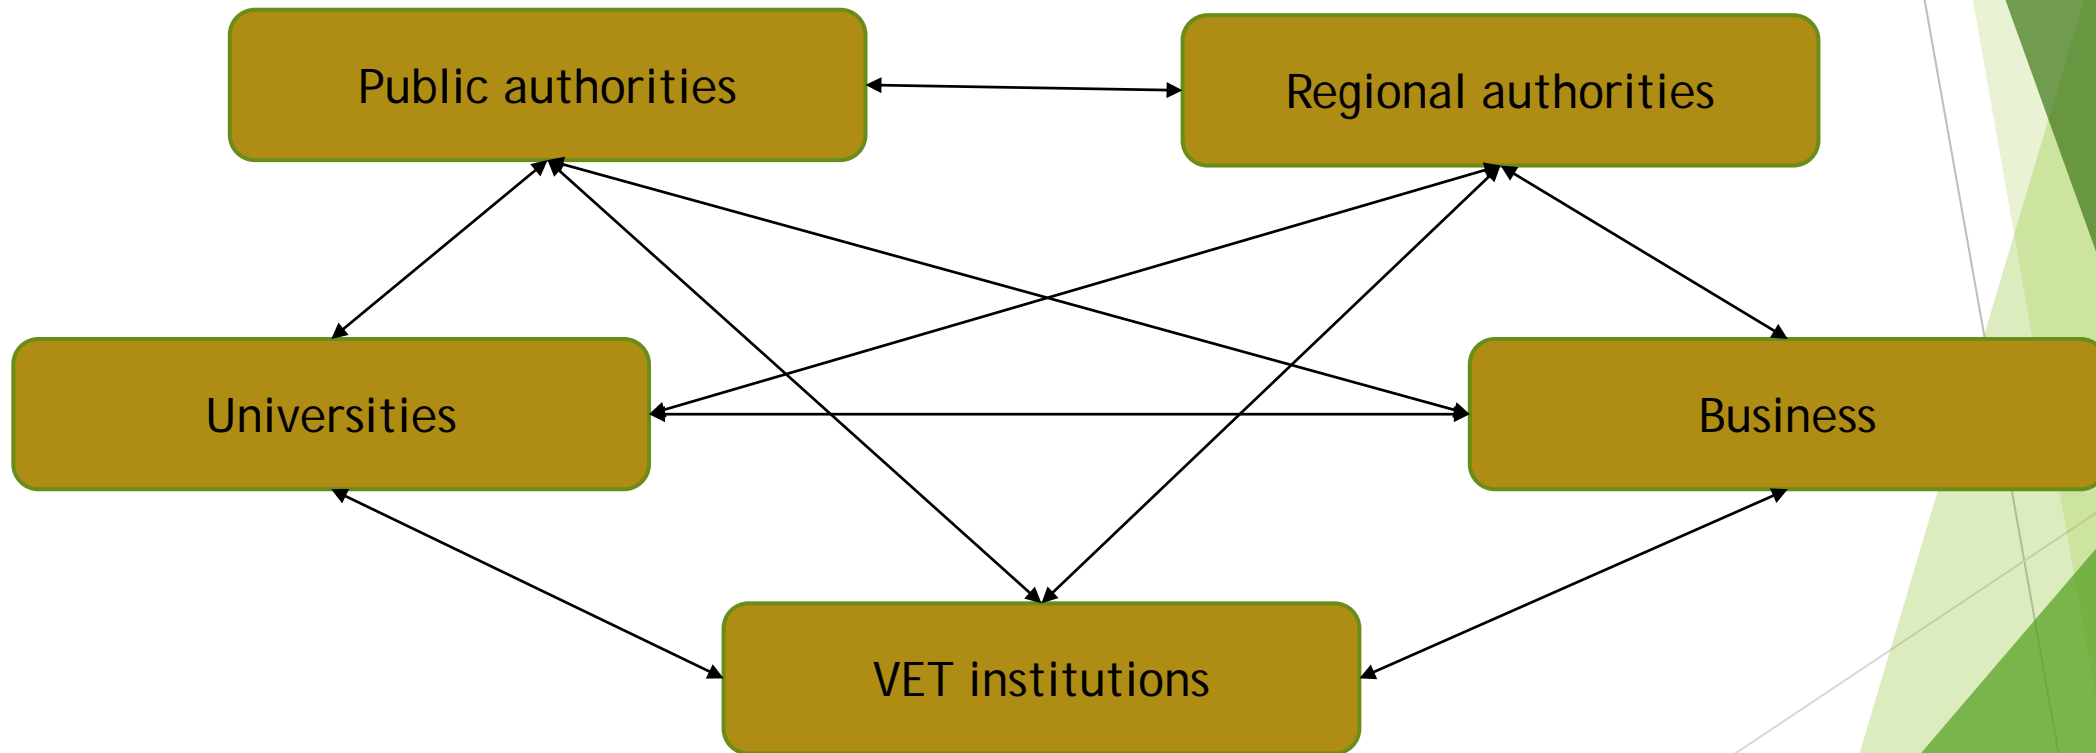 Public authorities
Regional authorities
Universities
Business
VET institutions